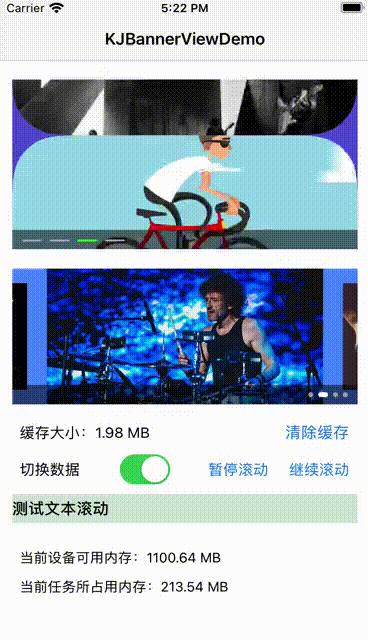 Carrier 5:22 PM
KJBannerViewDemo
缓存大小：1.98 MB 清除缓存
切换数据 暂停滚动 继续滚动
测试文本滚动
当前设备可用内存：1100.64 MB
当前任务所占用内存：213.54 MB